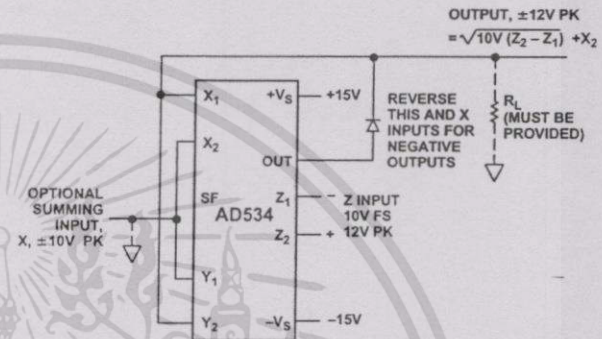 OUTPUT, ±12V PK
= √10V (Z₂ – Z₁) +X₂
X₁
+Vₛ
+15V
REVERSE
THIS AND X
INPUTS FOR
NEGATIVE
OUTPUTS
R_L
(MUST BE
PROVIDED)
X₂
OUT
OPTIONAL
SUMMING
INPUT,
X, ±10V PK
SF
AD534
Z₁
–
Z INPUT
10V FS
12V PK
Z₂
+
Y₁
Y₂
–Vₛ
–15V